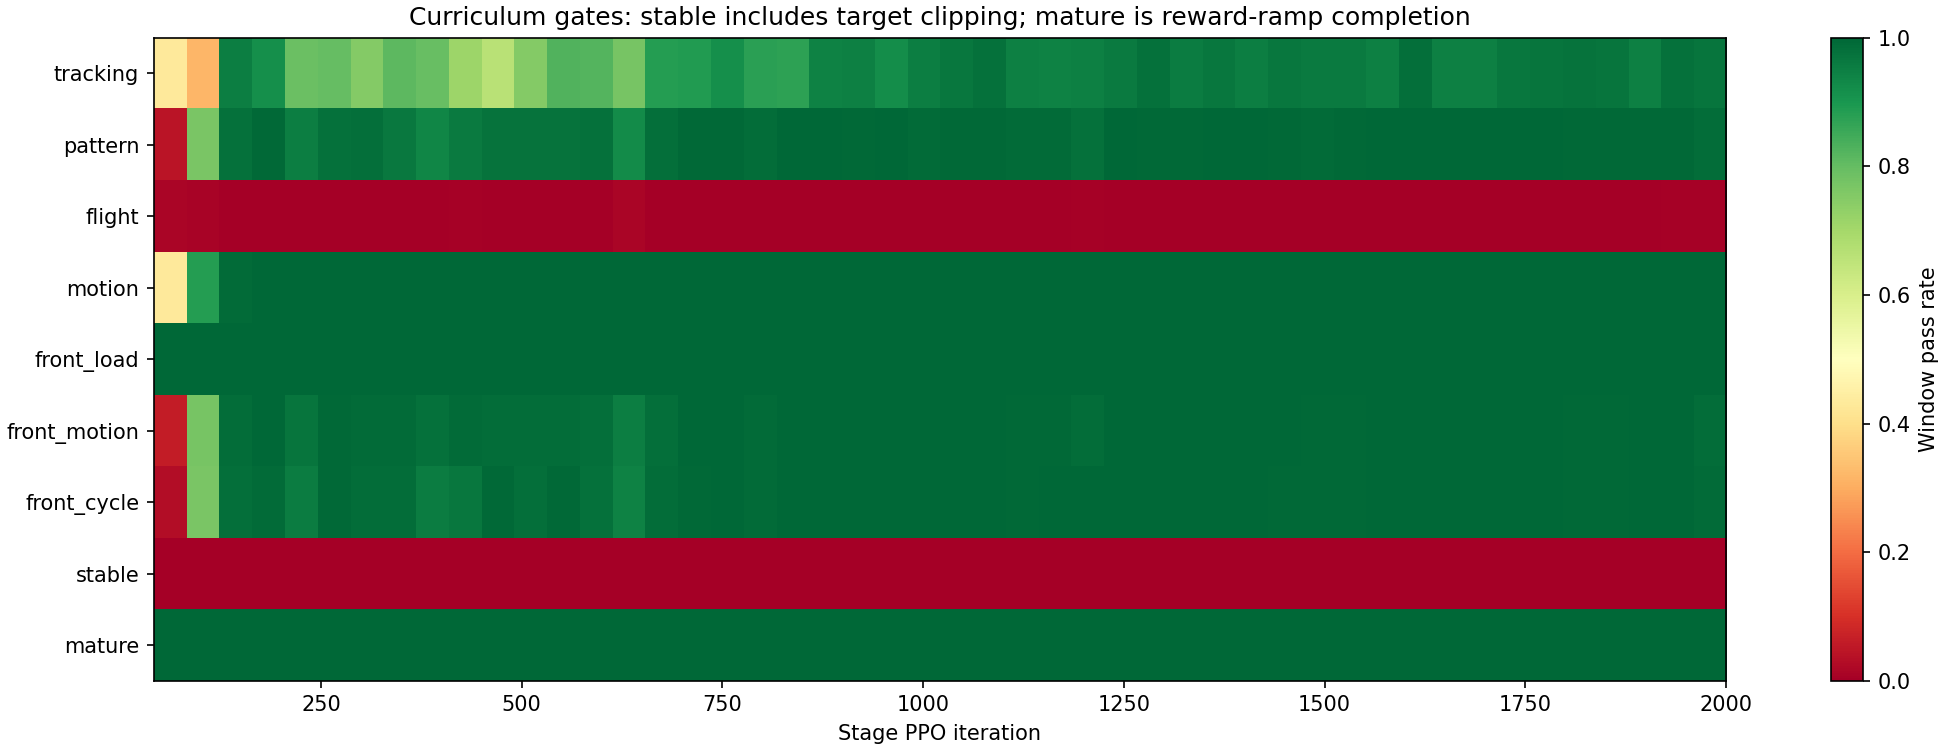 Curriculum gates: stable includes target clipping; mature is reward-ramp completion
tracking
pattern
flight
motion
front_load
front_motion
front_cycle
stable
mature
250 500 750 1000 1250 1500 1750 2000
Stage PPO iteration
1.0
0.8
0.6
0.4
0.2
0.0
Window pass rate